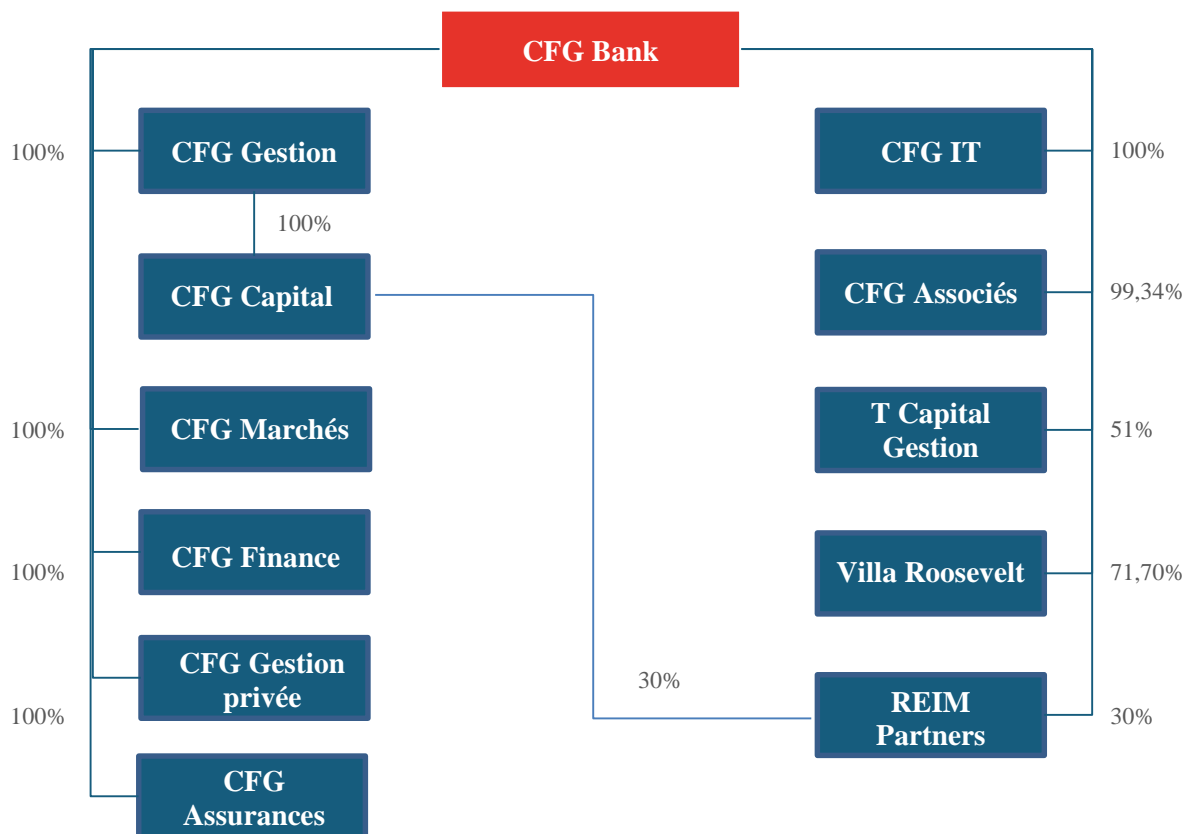 CFG Bank
100%
CFG Gestion
CFG IT
100%
100%
CFG Capital
CFG Associés
99,34%
100%
CFG Marchés
T Capital
Gestion
51%
100%
CFG Finance
Villa Roosevelt
71,70%
100%
CFG Gestion
privée
30%
REIM
Partners
30%
CFG
Assurances